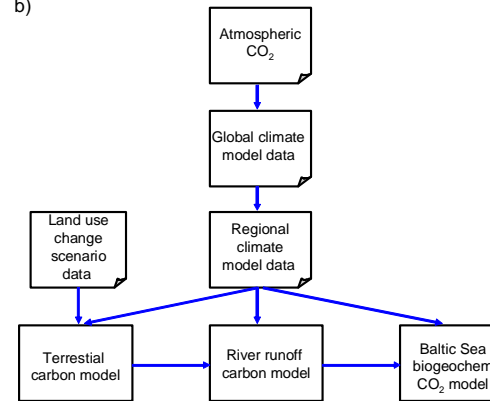 b)
Atmospheric
CO₂
Global climate
model data
Land use
change
scenario
data
Regional
climate
model data
Terrestial
carbon model
River runoff
carbon model
Baltic Sea
biogeochem
CO₂ model